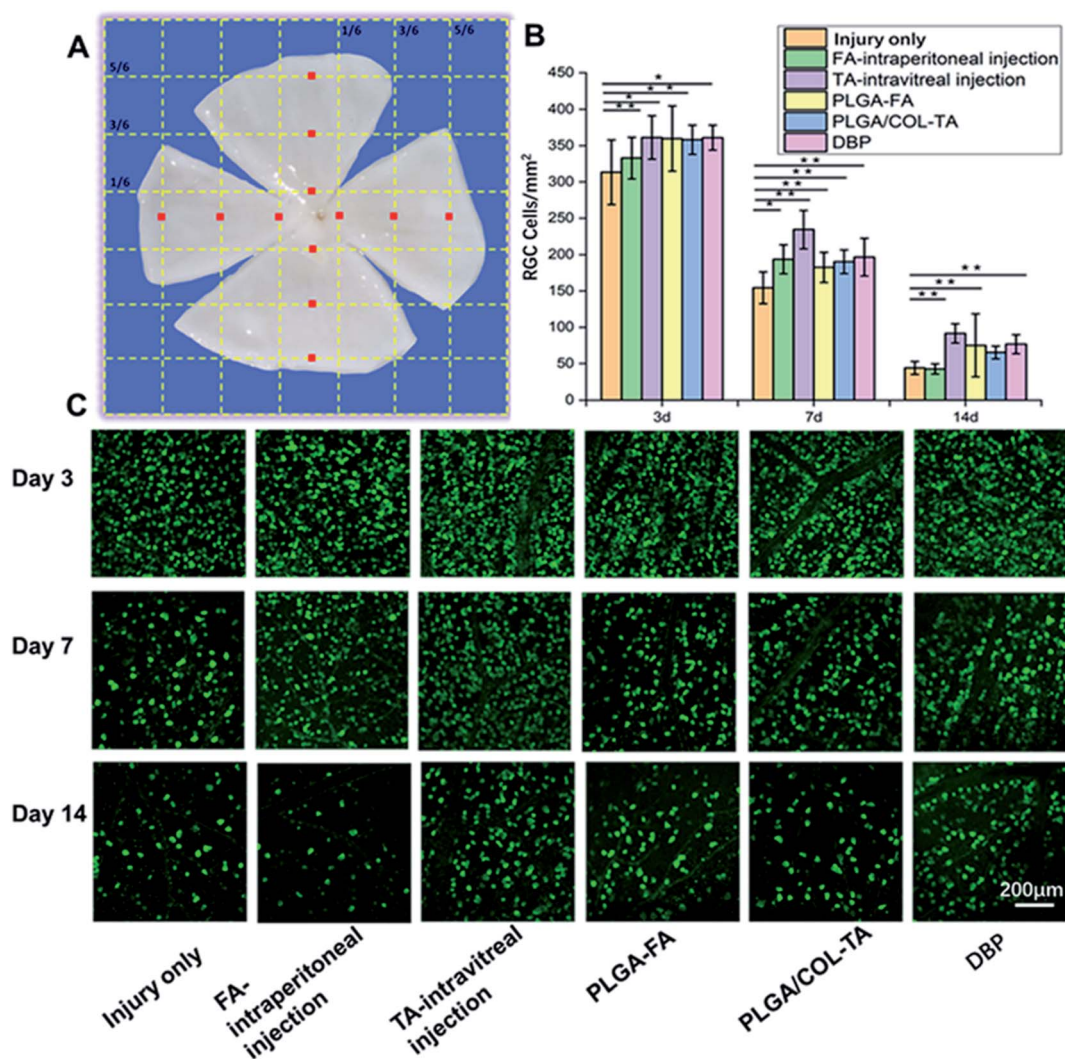 A
1/6 3/6 5/6
5/6
3/6
1/6
B
Injury only
FA-intraperitoneal injection
TA-intravitreal injection
PLGA-FA
PLGA/COL-TA
DBP
RGC Cells/mm²
450
400
350
300
250
200
150
100
50
0
*
* *
*
* *
* *
* *
* *
* *
*
* *
* *
* *
3d 7d 14d
C
Day 3
Day 7
Day 14
200µm
Injury only
FA-
intraperitoneal
injection
TA-intravitreal
injection
PLGA-FA
PLGA/COL-TA
DBP